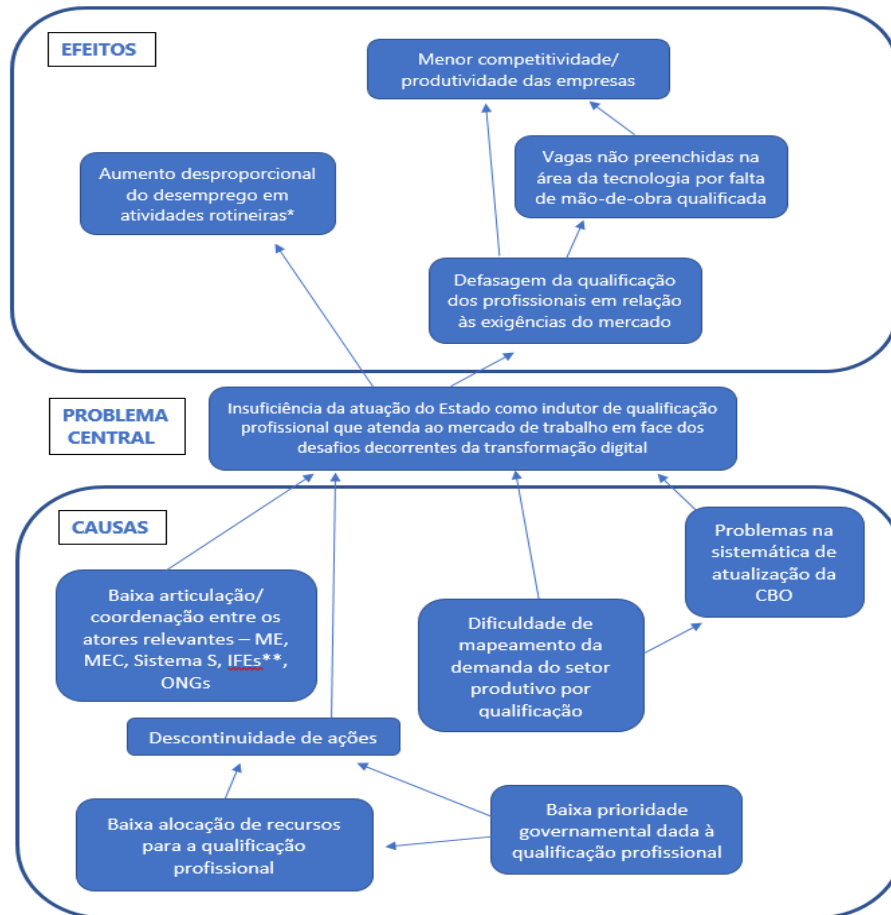 EFEITOS
Menor competitividade/
produtividade das empresas
Aumento desproporcional
do desemprego em
atividades rotineiras*
Vagas não preenchidas na
área da tecnologia por falta
de mão-de-obra qualificada
Defasagem da qualificação
dos profissionais em relação
às exigências do mercado
PROBLEMA
CENTRAL
Insuficiência da atuação do Estado como indutor de qualificação
profissional que atenda ao mercado de trabalho em face dos
desafios decorrentes da transformação digital
CAUSAS
Problemas na
sistemática de
atualização da
CBO
Baixa articulação/
coordenação entre os
atores relevantes – ME,
MEC, Sistema S, IFEs**,
ONGs
Dificuldade de
mapeamento da
demanda do setor
produtivo por
qualificação
Descontinuidade de ações
Baixa alocação de recursos
para a qualificação
profissional
Baixa prioridade
governamental dada à
qualificação profissional